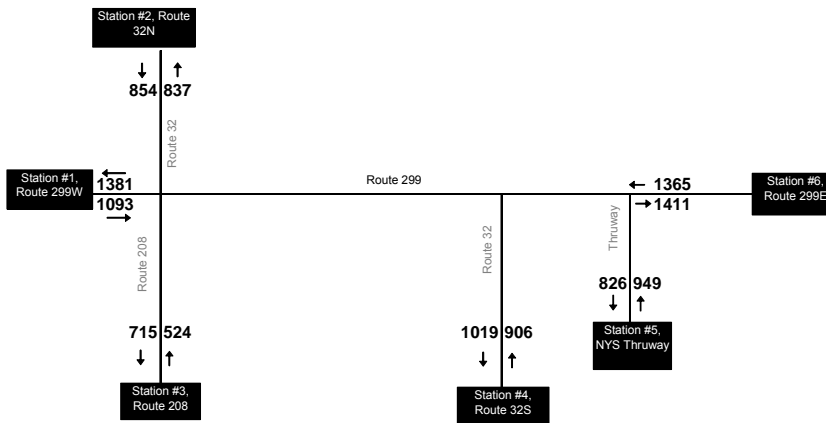 Station #2, Route
32N
854 837
Route 32
Station #1,
Route 299W
1381
1093
Route 299
1365
1411
Station #6,
Route 299E
Route 208
Route 32
Thruway
826 949
715 524
1019 906
Station #5,
NYS Thruway
Station #3,
Route 208
Station #4,
Route 32S